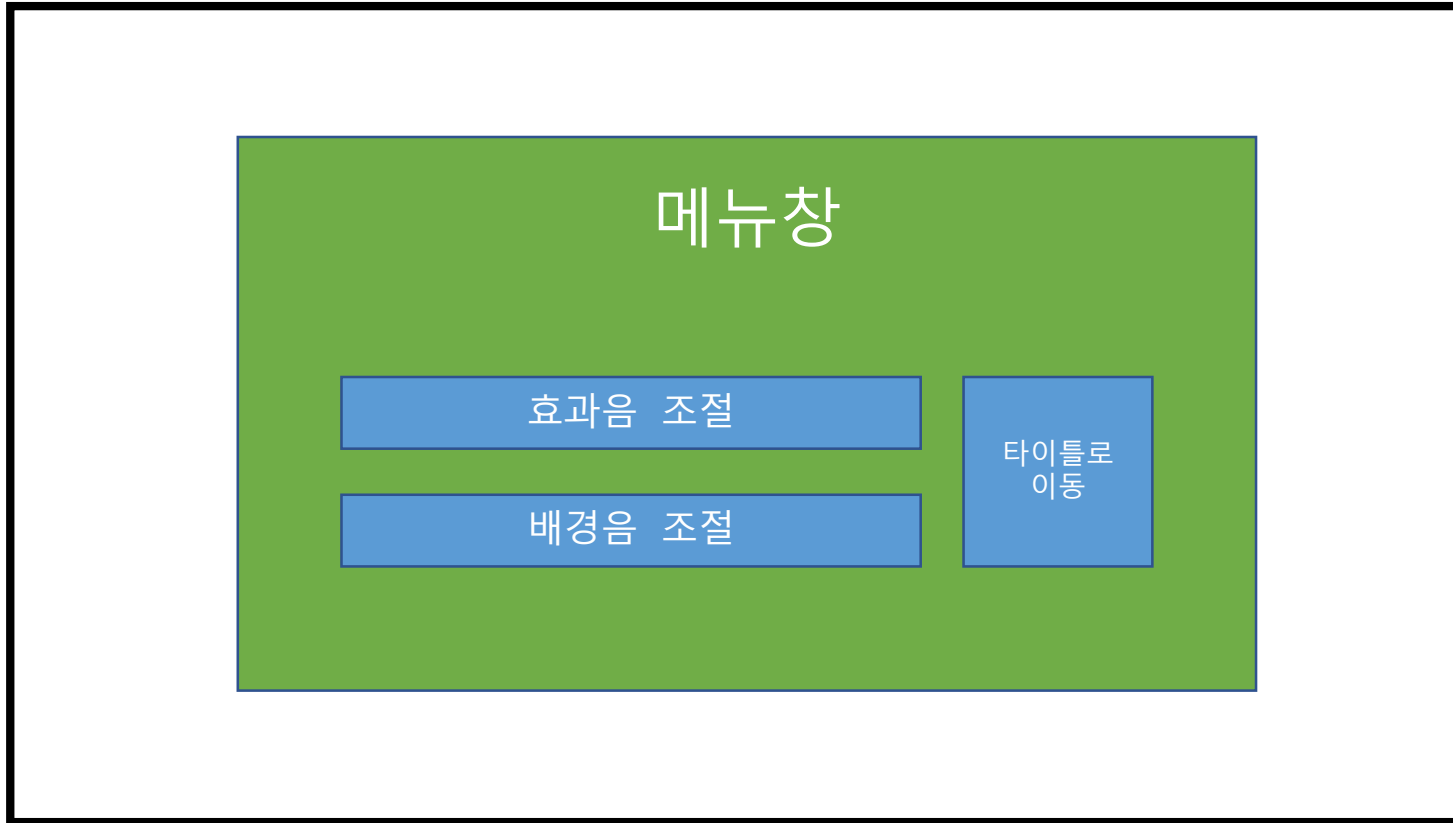 메뉴창
효과음 조절
배경음 조절
타이틀로
이동